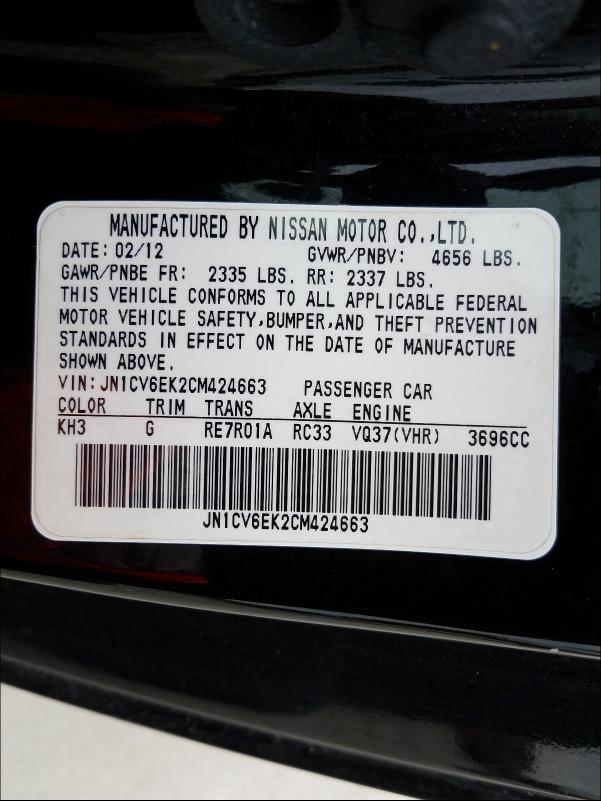 MANUFACTURED BY NISSAN MOTOR CO.,LTD.
DATE: 02/12 GVWR/PNBV: 4656 LBS.
GAWR/PNBE FR: 2335 LBS. RR: 2337 LBS.
THIS VEHICLE CONFORMS TO ALL APPLICABLE FEDERAL
MOTOR VEHICLE SAFETY,BUMPER,AND THEFT PREVENTION
STANDARDS IN EFFECT ON THE DATE OF MANUFACTURE
SHOWN ABOVE.
VIN: JN1CV6EK2CM424663 PASSENGER CAR
COLOR TRIM TRANS AXLE ENGINE
KH3 G RE7R01A RC33 VQ37(VHR) 3696CC
JN1CV6EK2CM424663